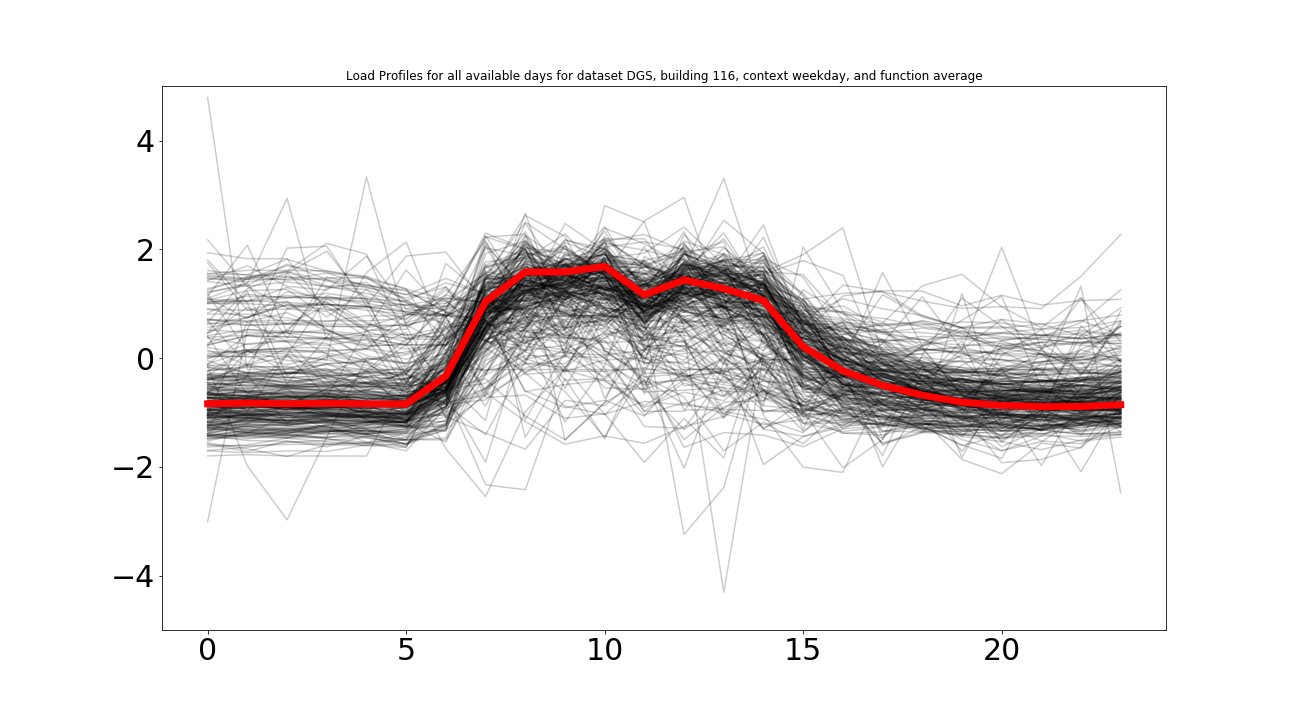 Load Profiles for all available days for dataset DGS, building 116, context weekday, and function average
4
2
0
−2
−4
0 5 10 15 20